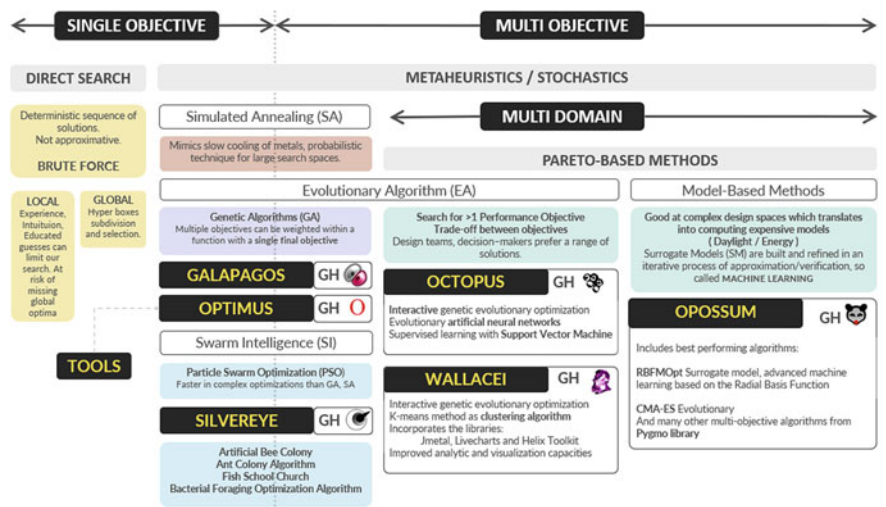 SINGLE OBJECTIVE
MULTI OBJECTIVE
DIRECT SEARCH
METAHEURISTICS / STOCHASTICS
Deterministic sequence of
solutions.
Not approximative.
BRUTE FORCE
LOCAL
Experience,
Intuituion,
Educated
guesses can
limit our
search. At
risk of
missing
global
optima
GLOBAL
Hyper boxes
subdivision
and selection.
TOOLS
Simulated Annealing (SA)
Mimics slow cooling of metals, probabilistic
technique for large search spaces.
MULTI DOMAIN
PARETO-BASED METHODS
Evolutionary Algorithm (EA)
Model-Based Methods
Genetic Algorithms (GA)
Multiple objectives can be weighted within a
function with a single final objective
GALAPAGOS
GH
OPTIMUS
GH
Swarm Intelligence (SI)
Particle Swarm Optimization (PSO)
Faster in complex optimizations than GA, SA
SILVEREYE
GH
Artificial Bee Colony
Ant Colony Algorithm
Fish School Church
Bacterial Foraging Optimization Algorithm
Search for >1 Performance Objective
Trade-off between objectives
Design teams, decision-makers prefer a range of
solutions.
OCTOPUS
GH
Interactive genetic evolutionary optimization
Evolutionary artificial neural networks
Supervised learning with Support Vector Machine
WALLACEI
GH
Interactive genetic evolutionary optimization
K-means method as clustering algorithm
Incorporates the libraries:
Jmetal, Livecharts and Helix Toolkit
Improved analytic and visualization capacities
Good at complex design spaces which translates
into computing expensive models
( Daylight / Energy )
Surrogate Models (SM) are built and refined in an
iterative process of approximation/verification, so
called MACHINE LEARNING
OPOSSUM
GH
Includes best performing algorithms:
RBFMOpt Surrogate model, advanced machine
learning based on the Radial Basis Function
CMA-ES Evolutionary
And many other multi-objective algorithms from
Pygmo library